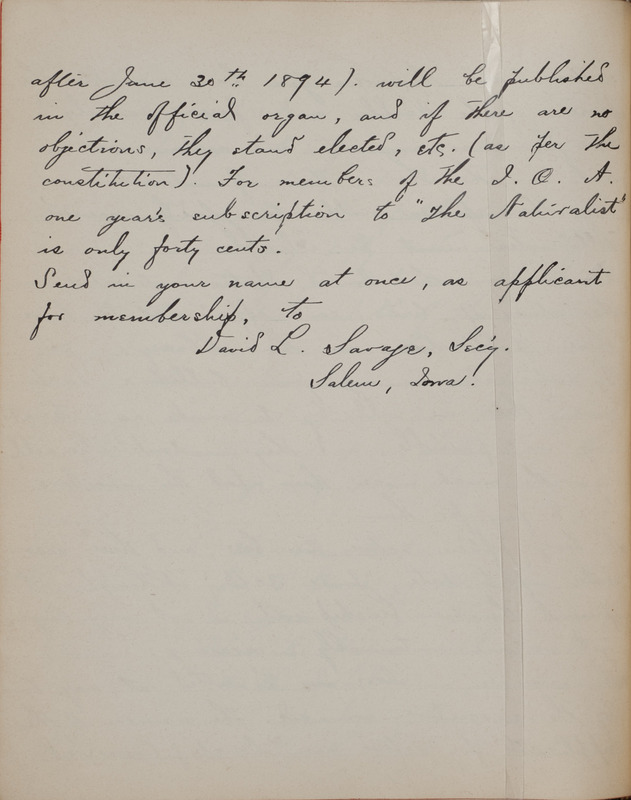 after June 30th 1894). will be published
in the official organ, and if there are no
objections, they stand elected, etc. (as per the
constitution). For members of the I. O. A.
one year's subscription to "The Naturalist"
is only forty cents.
Send in your name at once, as applicant
for membership, to
David L. Savage, Sec'y.
Salem, Iowa.